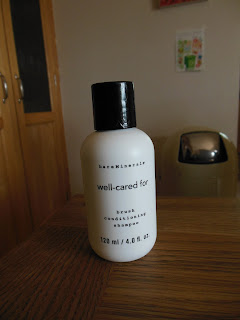 bareMinerals
well-cared for
brush
conditioning
shampoo
120 ml / 4.0 fl. oz.